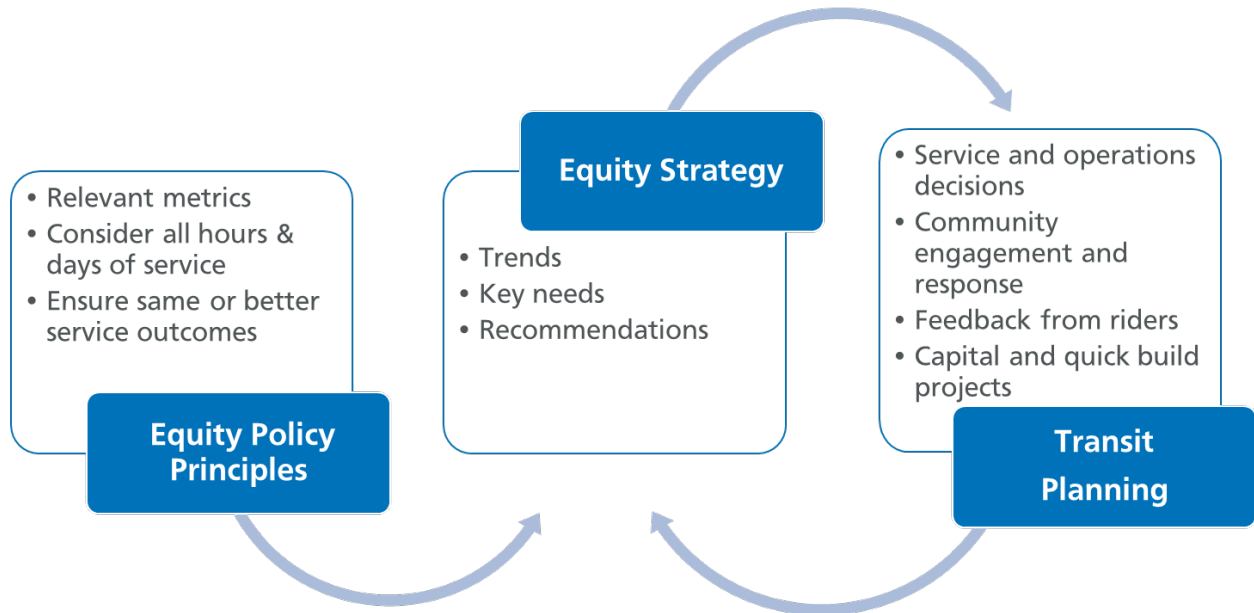 • Relevant metrics
• Consider all hours &
days of service
• Ensure same or better
service outcomes
Equity Policy
Principles
Equity Strategy
• Trends
• Key needs
• Recommendations
• Service and operations
decisions
• Community
engagement and
response
• Feedback from riders
• Capital and quick build
projects
Transit
Planning